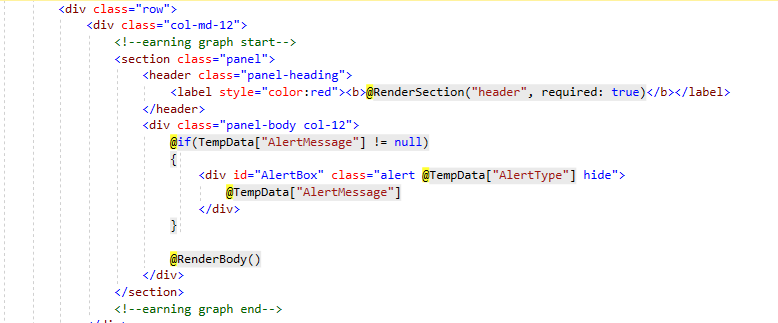 <div class="row">
<div class="col-md-12">
<!--earning graph start-->
<section class="panel">
<header class="panel-heading">
<label style="color:red"><b>@RenderSection("header", required: true)</b></label>
</header>
<div class="panel-body col-12">
@if(TempData["AlertMessage"] != null)
{
<div id="AlertBox" class="alert @TempData["AlertType"] hide">
@TempData["AlertMessage"]
</div>
}
@RenderBody()
</div>
</section>
<!--earning graph end-->